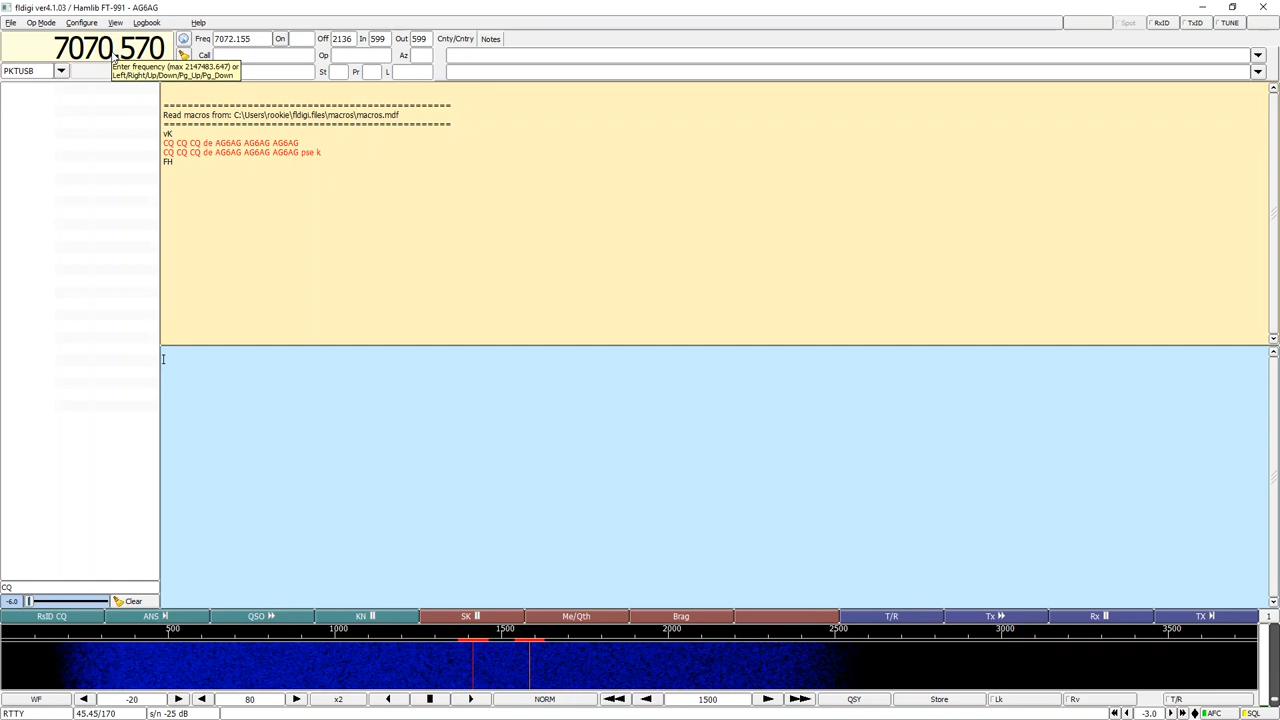 fldigi ver4.1.03 / Hamlib FT-991 - AG6AG
File Op Mode Configure View Logbook Help Spot RxID TxID TUNE
7070.570 Freq 7072.155 On Off 2136 In 599 Out 599 Cnty/Cntry Notes
Call Op Az
PKTUSB St Pr L
Enter frequency (max 2147483.647) or
Left/Right/Up/Down/Pg_Up/Pg_Down
================================================
Read macros from: C:\Users\rookie\fldigi.files\macros\macros.mdf
================================================
vK
CQ CQ CQ de AG6AG AG6AG AG6AG
CQ CQ CQ de AG6AG AG6AG AG6AG pse k
FH
CQ
-6.0 Clear
RsID CQ ANS QSO KN SK Me/Qth Brag T/R Tx Rx TX 1
500 1000 1500 2000 2500 3000 3500
WF -20 80 x2 NORM 1500 QSY Store Lk Rv T/R
RTTY 45.45/170 s/n -25 dB -3.0 AFC SQL